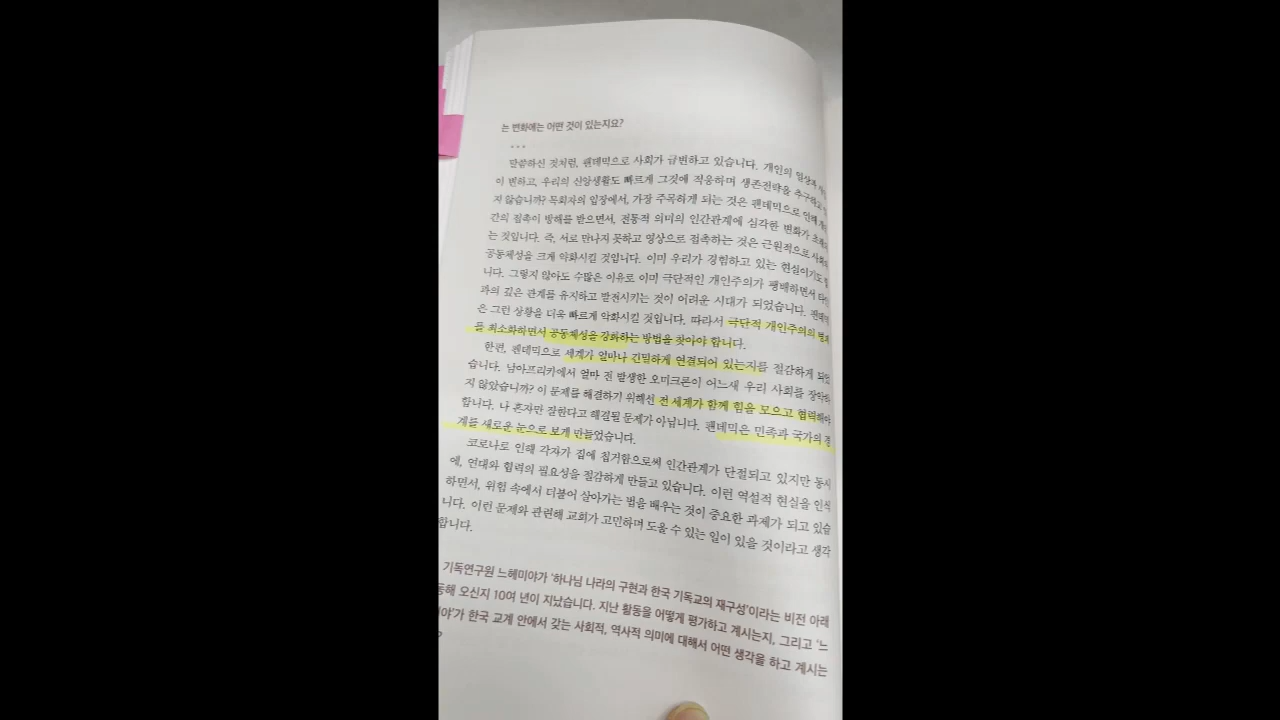 는 변화에는 어떤 것이 있는지요?
•••
말씀하신 것처럼, 팬데믹으로 사회가 급변하고 있습니다. 개인의 일상과
이 변하고, 우리의 신앙생활도 빠르게 그것에 적응하며 생존전략을 추구하고
지 않습니까? 목회자의 입장에서, 가장 주목하게 되는 것은 팬데믹으로 인해
간의 접촉이 방해를 받으면서, 전통적 의미의 인간관계에 심각한 변화가
는 것입니다. 즉, 서로 만나지 못하고 영상으로 접촉하는 것은 근원적으로
공동체성을 크게 약화시킬 것입니다. 이미 우리가 경험하고 있는 현실이기도
니다. 그렇지 않아도 수많은 이유로 이미 극단적인 개인주의가 팽배하면서
과의 깊은 관계를 유지하고 발전시키는 것이 어려운 시대가 되었습니다. 팬데믹
은 그런 상황을 더욱 빠르게 악화시킬 것입니다. 따라서 극단적 개인주의의
를 최소화하면서 공동체성을 강화하는 방법을 찾아야 합니다.
한편, 펜데믹으로 세계가 얼마나 긴밀하게 연결되어 있는지를 절감하게
습니다. 남아프리카에서 얼마 전 발생한 오미크론이 어느새 우리 사회를 장악하
지 않았습니까? 이 문제를 해결하기 위해선 전 세계가 함께 힘을 모으고 협력해야
합니다. 나 혼자만 잘한다고 해결될 문제가 아닙니다. 팬데믹은 민족과 국가의
계를 새로운 눈으로 보게 만들었습니다.
코로나로 인해 각자가 집에 칩거함으로써 인간관계가 단절되고 있지만 동시
에, 연대와 협력의 필요성을 절감하게 만들고 있습니다. 이런 역설적 현실을 인식
하면서, 위험 속에서 더불어 살아가는 법을 배우는 것이 중요한 과제가 되고 있습
니다. 이런 문제와 관련해 교회가 고민하며 도울 수 있는 일이 있을 것이라고 생각
합니다.
기독연구원 느헤미야가 '하나님 나라의 구현과 한국 기독교의 재구성'이라는 비전 아래
동해 오신지 10여 년이 지났습니다. 지난 활동을 어떻게 평가하고 계시는지, 그리고 '느
야'가 한국 교계 안에서 갖는 사회적, 역사적 의미에 대해서 어떤 생각을 하고 계시는
?